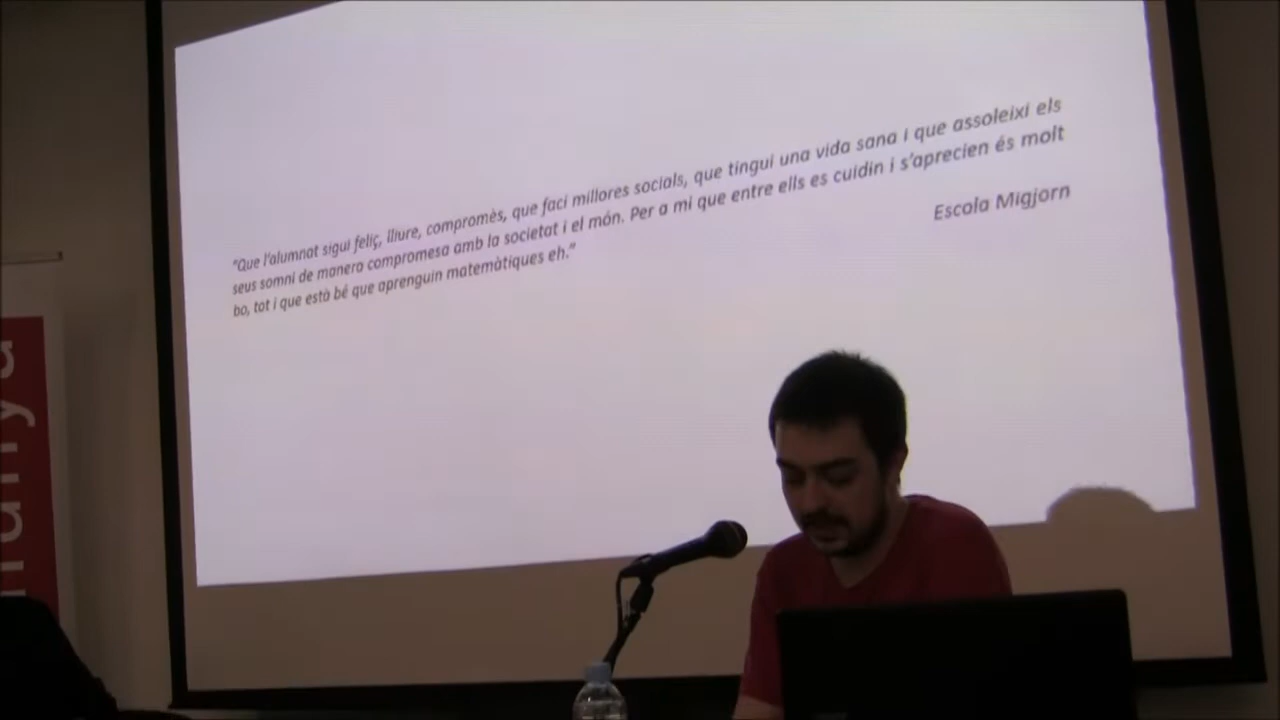 "Que l'alumnat sigui feliç, lliure, compromès, que faci millores socials, que tingui una vida sana i que assoleixi els
seus somni de manera compromesa amb la societat i el món. Per a mi que entre ells es cuidin i s'aprecien és molt
bo, tot i que està bé que aprenguin matemàtiques eh."
Escola Migjorn